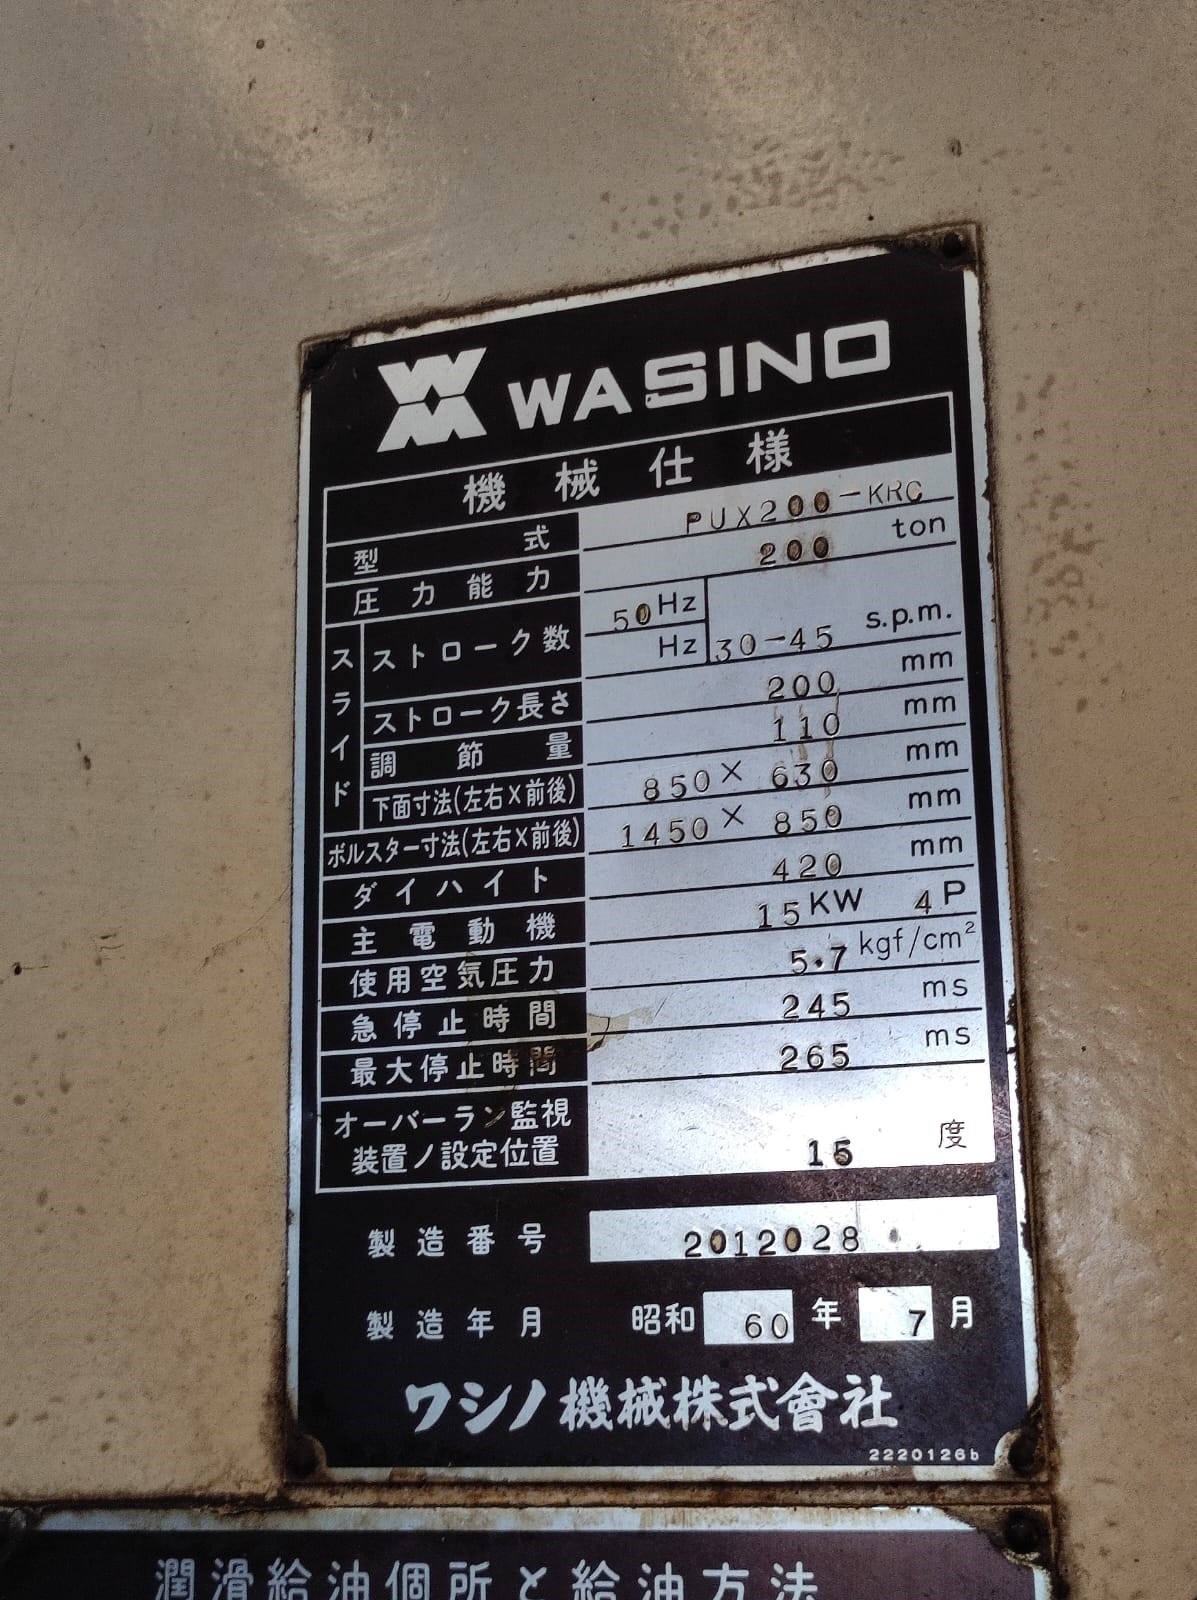 WASINO
機械仕様
型式 PUX200-KRC
圧力能力 200 ton
スライド
ストローク数 50Hz 30-45 s.p.m.
Hz
ストローク長さ 200 mm
調節量 110 mm
下面寸法(左右×前後) 850× 630 mm
ボルスター寸法(左右×前後) 1450× 850 mm
ダイハイト 420 mm
主電動機 15KW 4P
使用空気圧力 5.7 kgf/cm²
急停止時間 245 ms
最大停止時間 265 ms
オーバーラン監視
装置ノ設定位置 15 度
製造番号 2012028
製造年月 昭和60年7月
ワシノ機械株式會社
2220126b
潤滑給油個所と給油方法